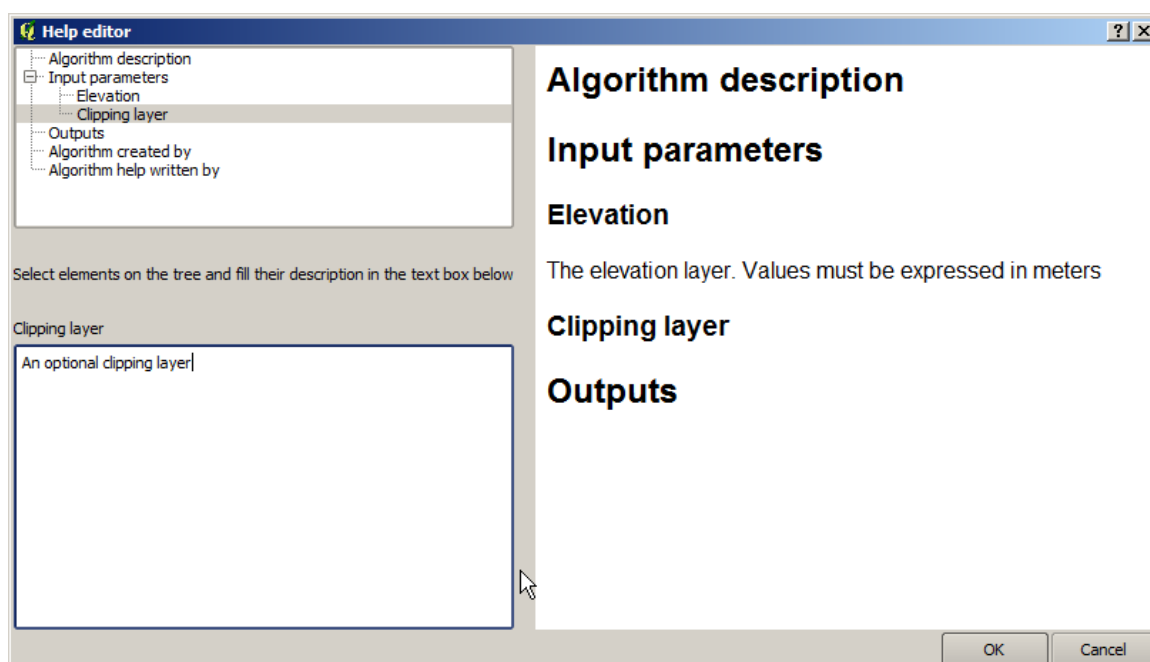 Help editor
Algorithm description
Input parameters
Elevation
Clipping layer
Outputs
Algorithm created by
Algorithm help written by
Select elements on the tree and fill their description in the text box below
Clipping layer
An optional clipping layer
Algorithm description
Input parameters
Elevation
The elevation layer. Values must be expressed in meters
Clipping layer
Outputs
OK
Cancel